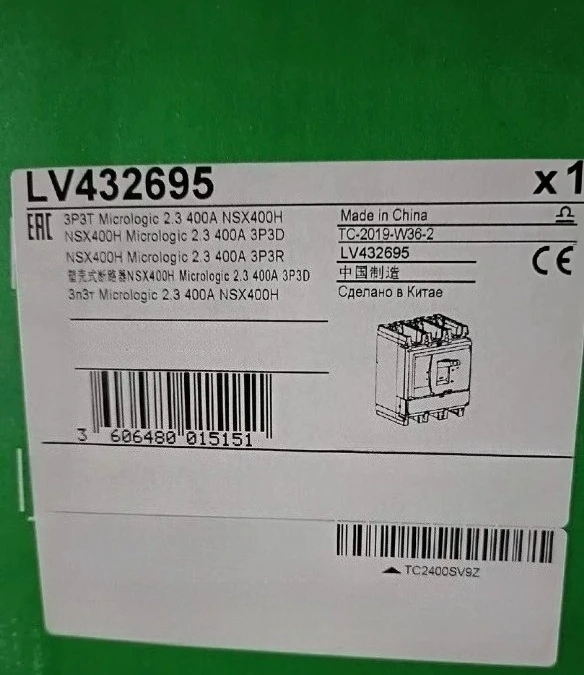 LV432695 x1
EAC
3P3T Micrologic 2.3 400A NSX400H
NSX400H Micrologic 2.3 400A 3P3D
NSX400H Micrologic 2.3 400A 3P3R
塑壳式断路器NSX400H Micrologic 2.3 400A 3P3D
3п3т Micrologic 2.3 400A NSX400H
Made in China
TC-2019-W36-2
LV432695
中国制造
Сделано в Китае
CE
3 606480 015151
TC2400SV9Z